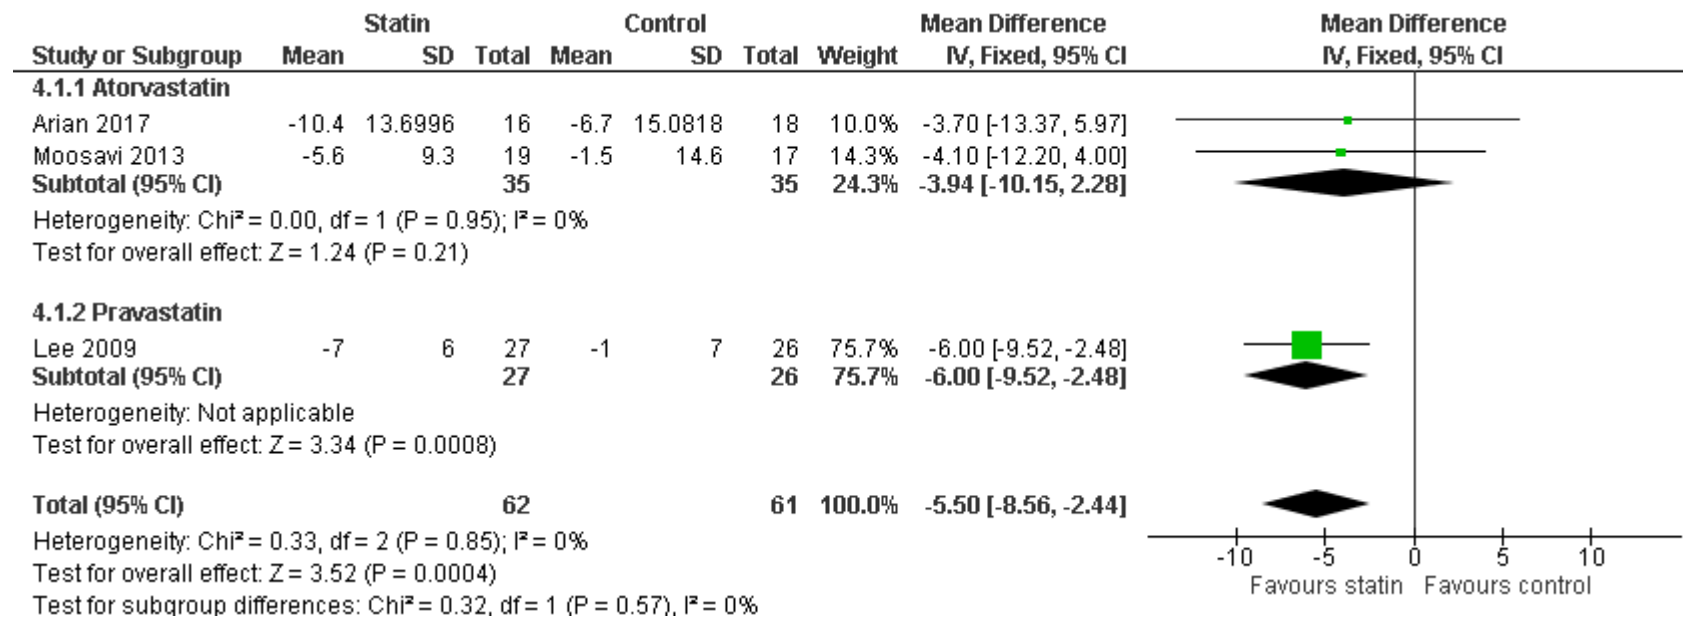 Statin Control Mean Difference Mean Difference
Study or Subgroup Mean SD Total Mean SD Total Weight IV, Fixed, 95% CI IV, Fixed, 95% CI
4.1.1 Atorvastatin
Arian 2017 -10.4 13.6996 16 -6.7 15.0818 18 10.0% -3.70 [-13.37, 5.97]
Moosavi 2013 -5.6 9.3 19 -1.5 14.6 17 14.3% -4.10 [-12.20, 4.00]
Subtotal (95% CI) 35 35 24.3% -3.94 [-10.15, 2.28]
Heterogeneity: Chi² = 0.00, df = 1 (P = 0.95); I² = 0%
Test for overall effect: Z = 1.24 (P = 0.21)
4.1.2 Pravastatin
Lee 2009 -7 6 27 -1 7 26 75.7% -6.00 [-9.52, -2.48]
Subtotal (95% CI) 27 26 75.7% -6.00 [-9.52, -2.48]
Heterogeneity: Not applicable
Test for overall effect: Z = 3.34 (P = 0.0008)
Total (95% CI) 62 61 100.0% -5.50 [-8.56, -2.44]
Heterogeneity: Chi² = 0.33, df = 2 (P = 0.85); I² = 0%
Test for overall effect: Z = 3.52 (P = 0.0004)
Test for subgroup differences: Chi² = 0.32, df = 1 (P = 0.57), I² = 0%
-10 -5 0 5 10
Favours statin Favours control